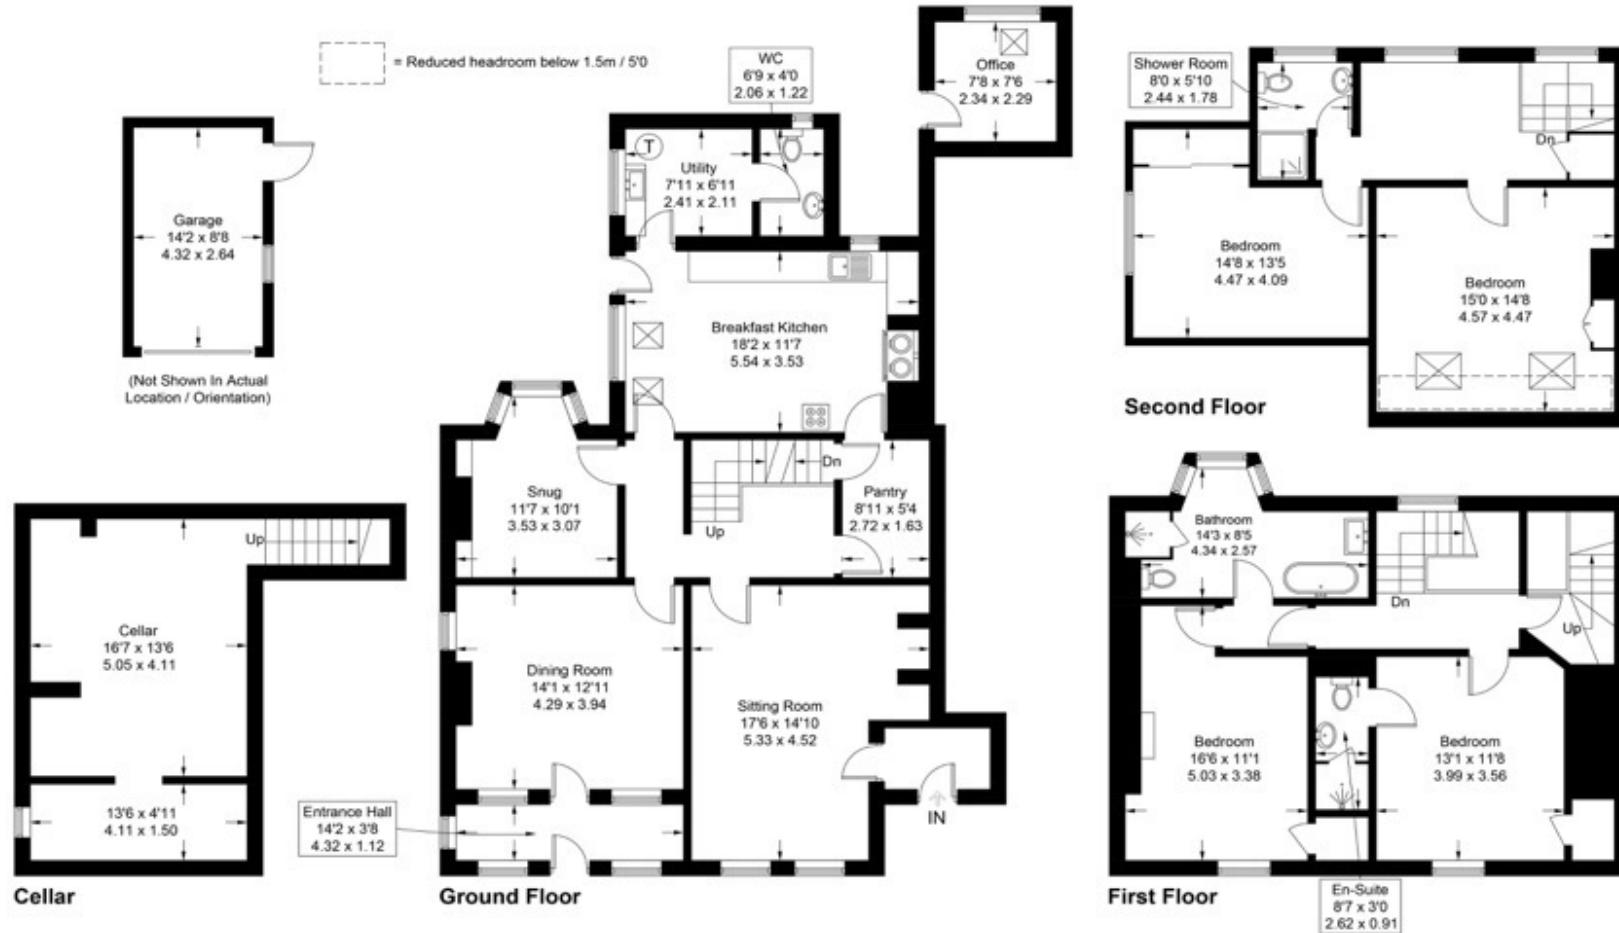 = Reduced headroom below 1.5m / 5'0
Garage
14'2 x 8'8
4.32 x 2.64
(Not Shown In Actual
Location / Orientation)
WC
6'9 x 4'0
2.06 x 1.22
Office
7'8 x 7'6
2.34 x 2.29
T
Utility
7'11 x 6'11
2.41 x 2.11
Breakfast Kitchen
18'2 x 11'7
5.54 x 3.53
Snug
11'7 x 10'1
3.53 x 3.07
Dn
Up
Pantry
8'11 x 5'4
2.72 x 1.63
Dining Room
14'1 x 12'11
4.29 x 3.94
Sitting Room
17'6 x 14'10
5.33 x 4.52
Entrance Hall
14'2 x 3'8
4.32 x 1.12
IN
Ground Floor
Up
Cellar
16'7 x 13'6
5.05 x 4.11
13'6 x 4'11
4.11 x 1.50
Cellar
Shower Room
8'0 x 5'10
2.44 x 1.78
Dn
Bedroom
14'8 x 13'5
4.47 x 4.09
Bedroom
15'0 x 14'8
4.57 x 4.47
Second Floor
Bathroom
14'3 x 8'5
4.34 x 2.57
Dn
Up
Bedroom
16'6 x 11'1
5.03 x 3.38
Bedroom
13'1 x 11'8
3.99 x 3.56
En-Suite
8'7 x 3'0
2.62 x 0.91
First Floor